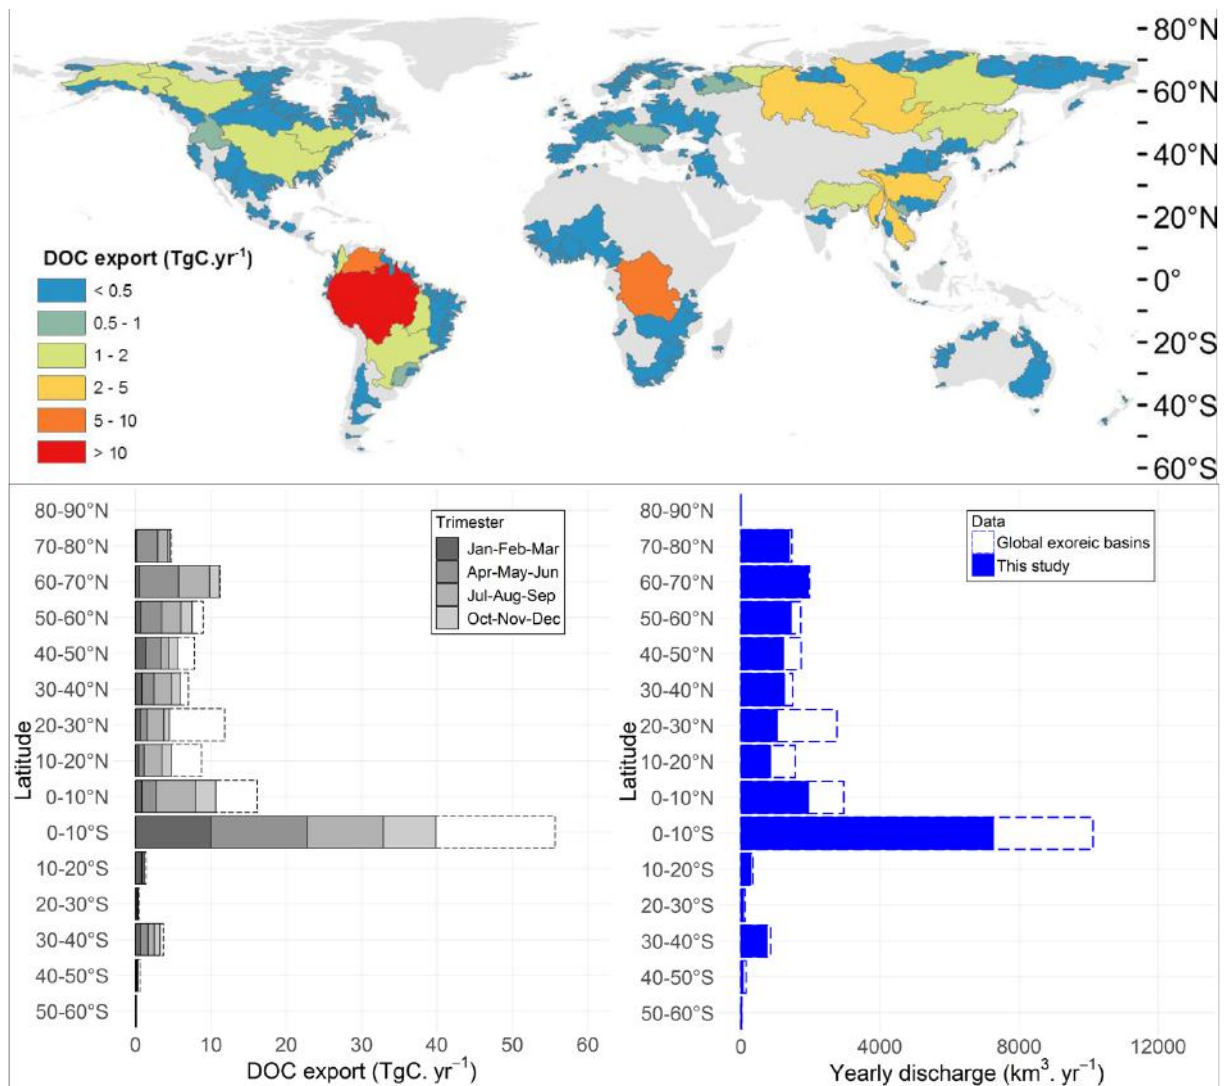 80°N
60°N
40°N
20°N
0°
20°S
40°S
60°S
DOC export (TgC.yr⁻¹)
< 0.5
0.5 - 1
1 - 2
2 - 5
5 - 10
> 10
Latitude
80-90°N
70-80°N
60-70°N
50-60°N
40-50°N
30-40°N
20-30°N
10-20°N
0-10°N
0-10°S
10-20°S
20-30°S
30-40°S
40-50°S
50-60°S
Trimester
Jan-Feb-Mar
Apr-May-Jun
Jul-Aug-Sep
Oct-Nov-Dec
0 10 20 30 40 50 60
DOC export (TgC. yr⁻¹)
Latitude
80-90°N
70-80°N
60-70°N
50-60°N
40-50°N
30-40°N
20-30°N
10-20°N
0-10°N
0-10°S
10-20°S
20-30°S
30-40°S
40-50°S
50-60°S
Data
Global exoreic basins
This study
0 4000 8000 12000
Yearly discharge (km³. yr⁻¹)